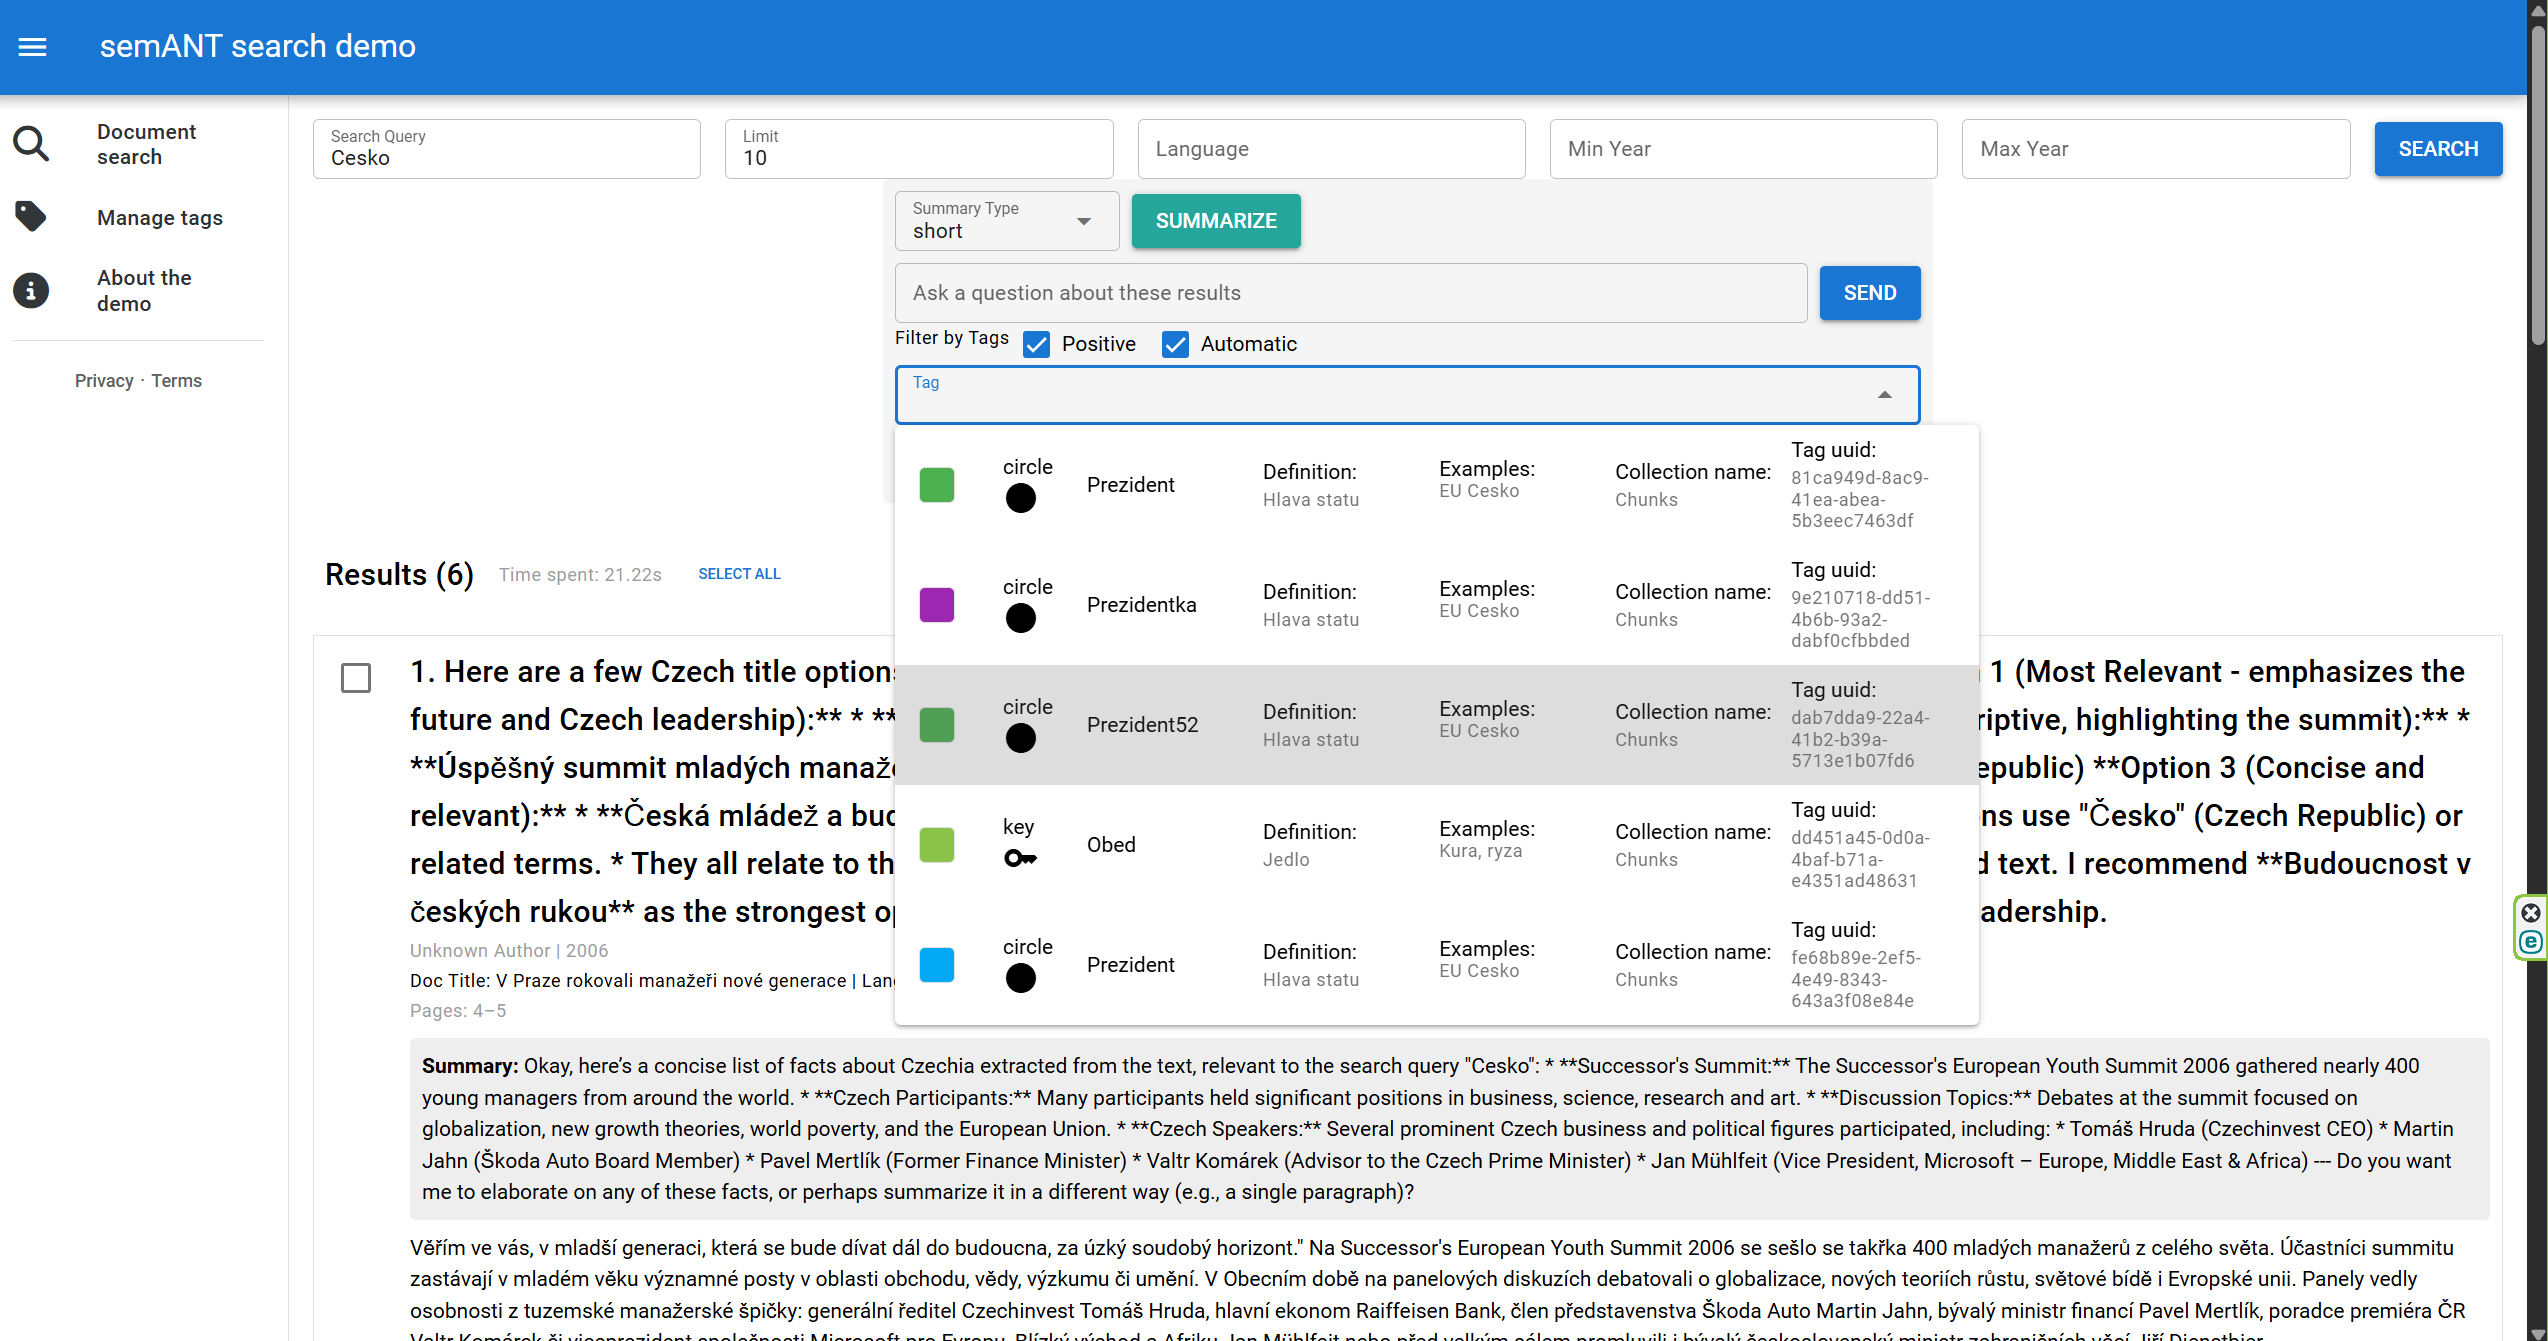 semANT search demo
Document
search
Manage tags
About the
demo
Privacy · Terms
Search Query
Cesko
Limit
10
Language
Min Year
Max Year
SEARCH
Summary Type
short
SUMMARIZE
Ask a question about these results
SEND
Filter by Tags
Positive
Automatic
Tag
circle
Prezident
Definition:
Hlava statu
Examples:
EU Cesko
Collection name:
Chunks
Tag uuid:
81ca949d-8ac9-
41ea-abea-
5b3eec7463df
circle
Prezidentka
Definition:
Hlava statu
Examples:
EU Cesko
Collection name:
Chunks
Tag uuid:
9e210718-dd51-
4b6b-93a2-
dabf0cfbbded
circle
Prezident52
Definition:
Hlava statu
Examples:
EU Cesko
Collection name:
Chunks
Tag uuid:
dab7dda9-22a4-
41b2-b39a-
5713e1b07fd6
key
Obed
Definition:
Jedlo
Examples:
Kura, ryza
Collection name:
Chunks
Tag uuid:
dd451a45-0d0a-
4baf-b71a-
e4351ad48631
circle
Prezident
Definition:
Hlava statu
Examples:
EU Cesko
Collection name:
Chunks
Tag uuid:
fe68b89e-2ef5-
4e49-8343-
643a3f08e84e
Results (6)
Time spent: 21.22s
SELECT ALL
1. Here are a few Czech title 1 (Most Relevant - emphasizes the
future and Czech leadership):** * ** highlighting the summit):** *
**Úspěšný summit mladých **Option 3 (Concise and
relevant):** * **Česká mládež a use "Česko" (Czech Republic) or
related terms. * They all relate to text. I recommend **Budoucnost v
českých rukou** as the strongest
Unknown Author | 2006
Doc Title: V Praze rokovali manažeři nové generace |
Pages: 4–5
Summary: Okay, here’s a concise list of facts about Czechia extracted from the text, relevant to the search query "Cesko": * **Successor's Summit:** The Successor's European Youth Summit 2006 gathered nearly 400
young managers from around the world. * **Czech Participants:** Many participants held significant positions in business, science, research and art. * **Discussion Topics:** Debates at the summit focused on
globalization, new growth theories, world poverty, and the European Union. * **Czech Speakers:** Several prominent Czech business and political figures participated, including: * Tomáš Hruda (Czechinvest CEO) * Martin
Jahn (Škoda Auto Board Member) * Pavel Mertlík (Former Finance Minister) * Valtr Komárek (Advisor to the Czech Prime Minister) * Jan Mühlfeit (Vice President, Microsoft – Europe, Middle East & Africa) --- Do you want
me to elaborate on any of these facts, or perhaps summarize it in a different way (e.g., a single paragraph)?
Věřím ve vás, v mladší generaci, která se bude dívat dál do budoucna, za úzký soudobý horizont." Na Successor's European Youth Summit 2006 se sešlo se takřka 400 mladých manažerů z celého světa. Účastníci summitu
zastávají v mladém věku významné posty v oblasti obchodu, vědy, výzkumu či umění. V Obecním době na panelových diskuzích debatovali o globalizace, nových teoriích růstu, světové bídě i Evropské unii. Panely vedly
osobnosti z tuzemské manažerské špičky: generální ředitel Czechinvest Tomáš Hruda, hlavní ekonom Raiffeisen Bank, člen představenstva Škoda Auto Martin Jahn, bývalý ministr financí Pavel Mertlík, poradce premiéra ČR